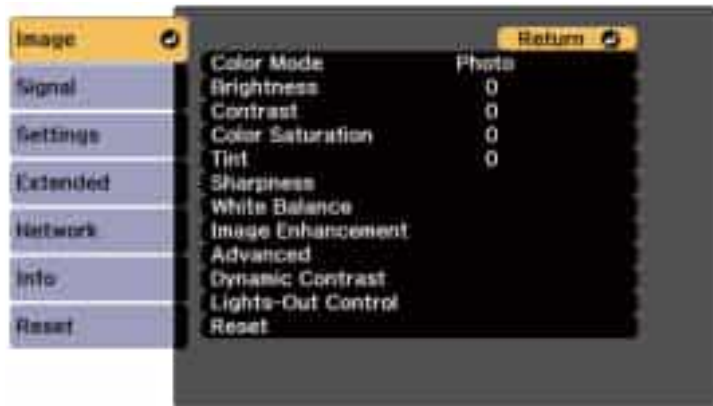 Image
Signal
Settings
Extended
Network
Info
Reset
Return
Color Mode Photo
Brightness 0
Contrast 0
Color Saturation 0
Tint 0
Sharpness
White Balance
Image Enhancement
Advanced
Dynamic Contrast
Lights-Out Control
Reset